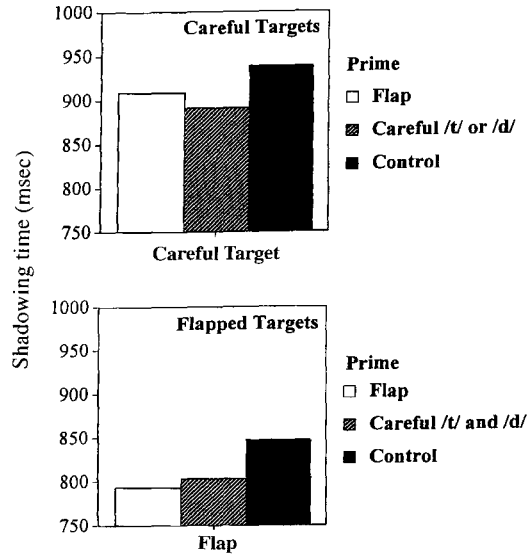 Shadowing time (msec)
Careful Targets
1000
950
900
850
800
750
Careful Target
Prime
Flap
Careful /t/ or /d/
Control
Flapped Targets
1000
950
900
850
800
750
Flap
Prime
Flap
Careful /t/ and /d/
Control